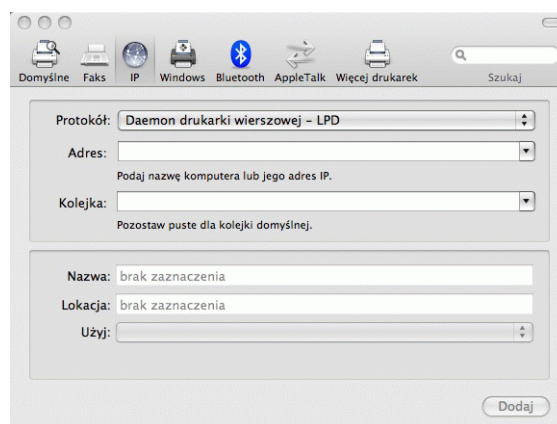 Domyślne Faks IP Windows Bluetooth AppleTalk Więcej drukarek Szukaj
Protokół: Daemon drukarki wierszowej – LPD
Adres:
Podaj nazwę komputera lub jego adres IP.
Kolejka:
Pozostaw puste dla kolejki domyślnej.
Nazwa: brak zaznaczenia
Lokacja: brak zaznaczenia
Użyj:
Dodaj